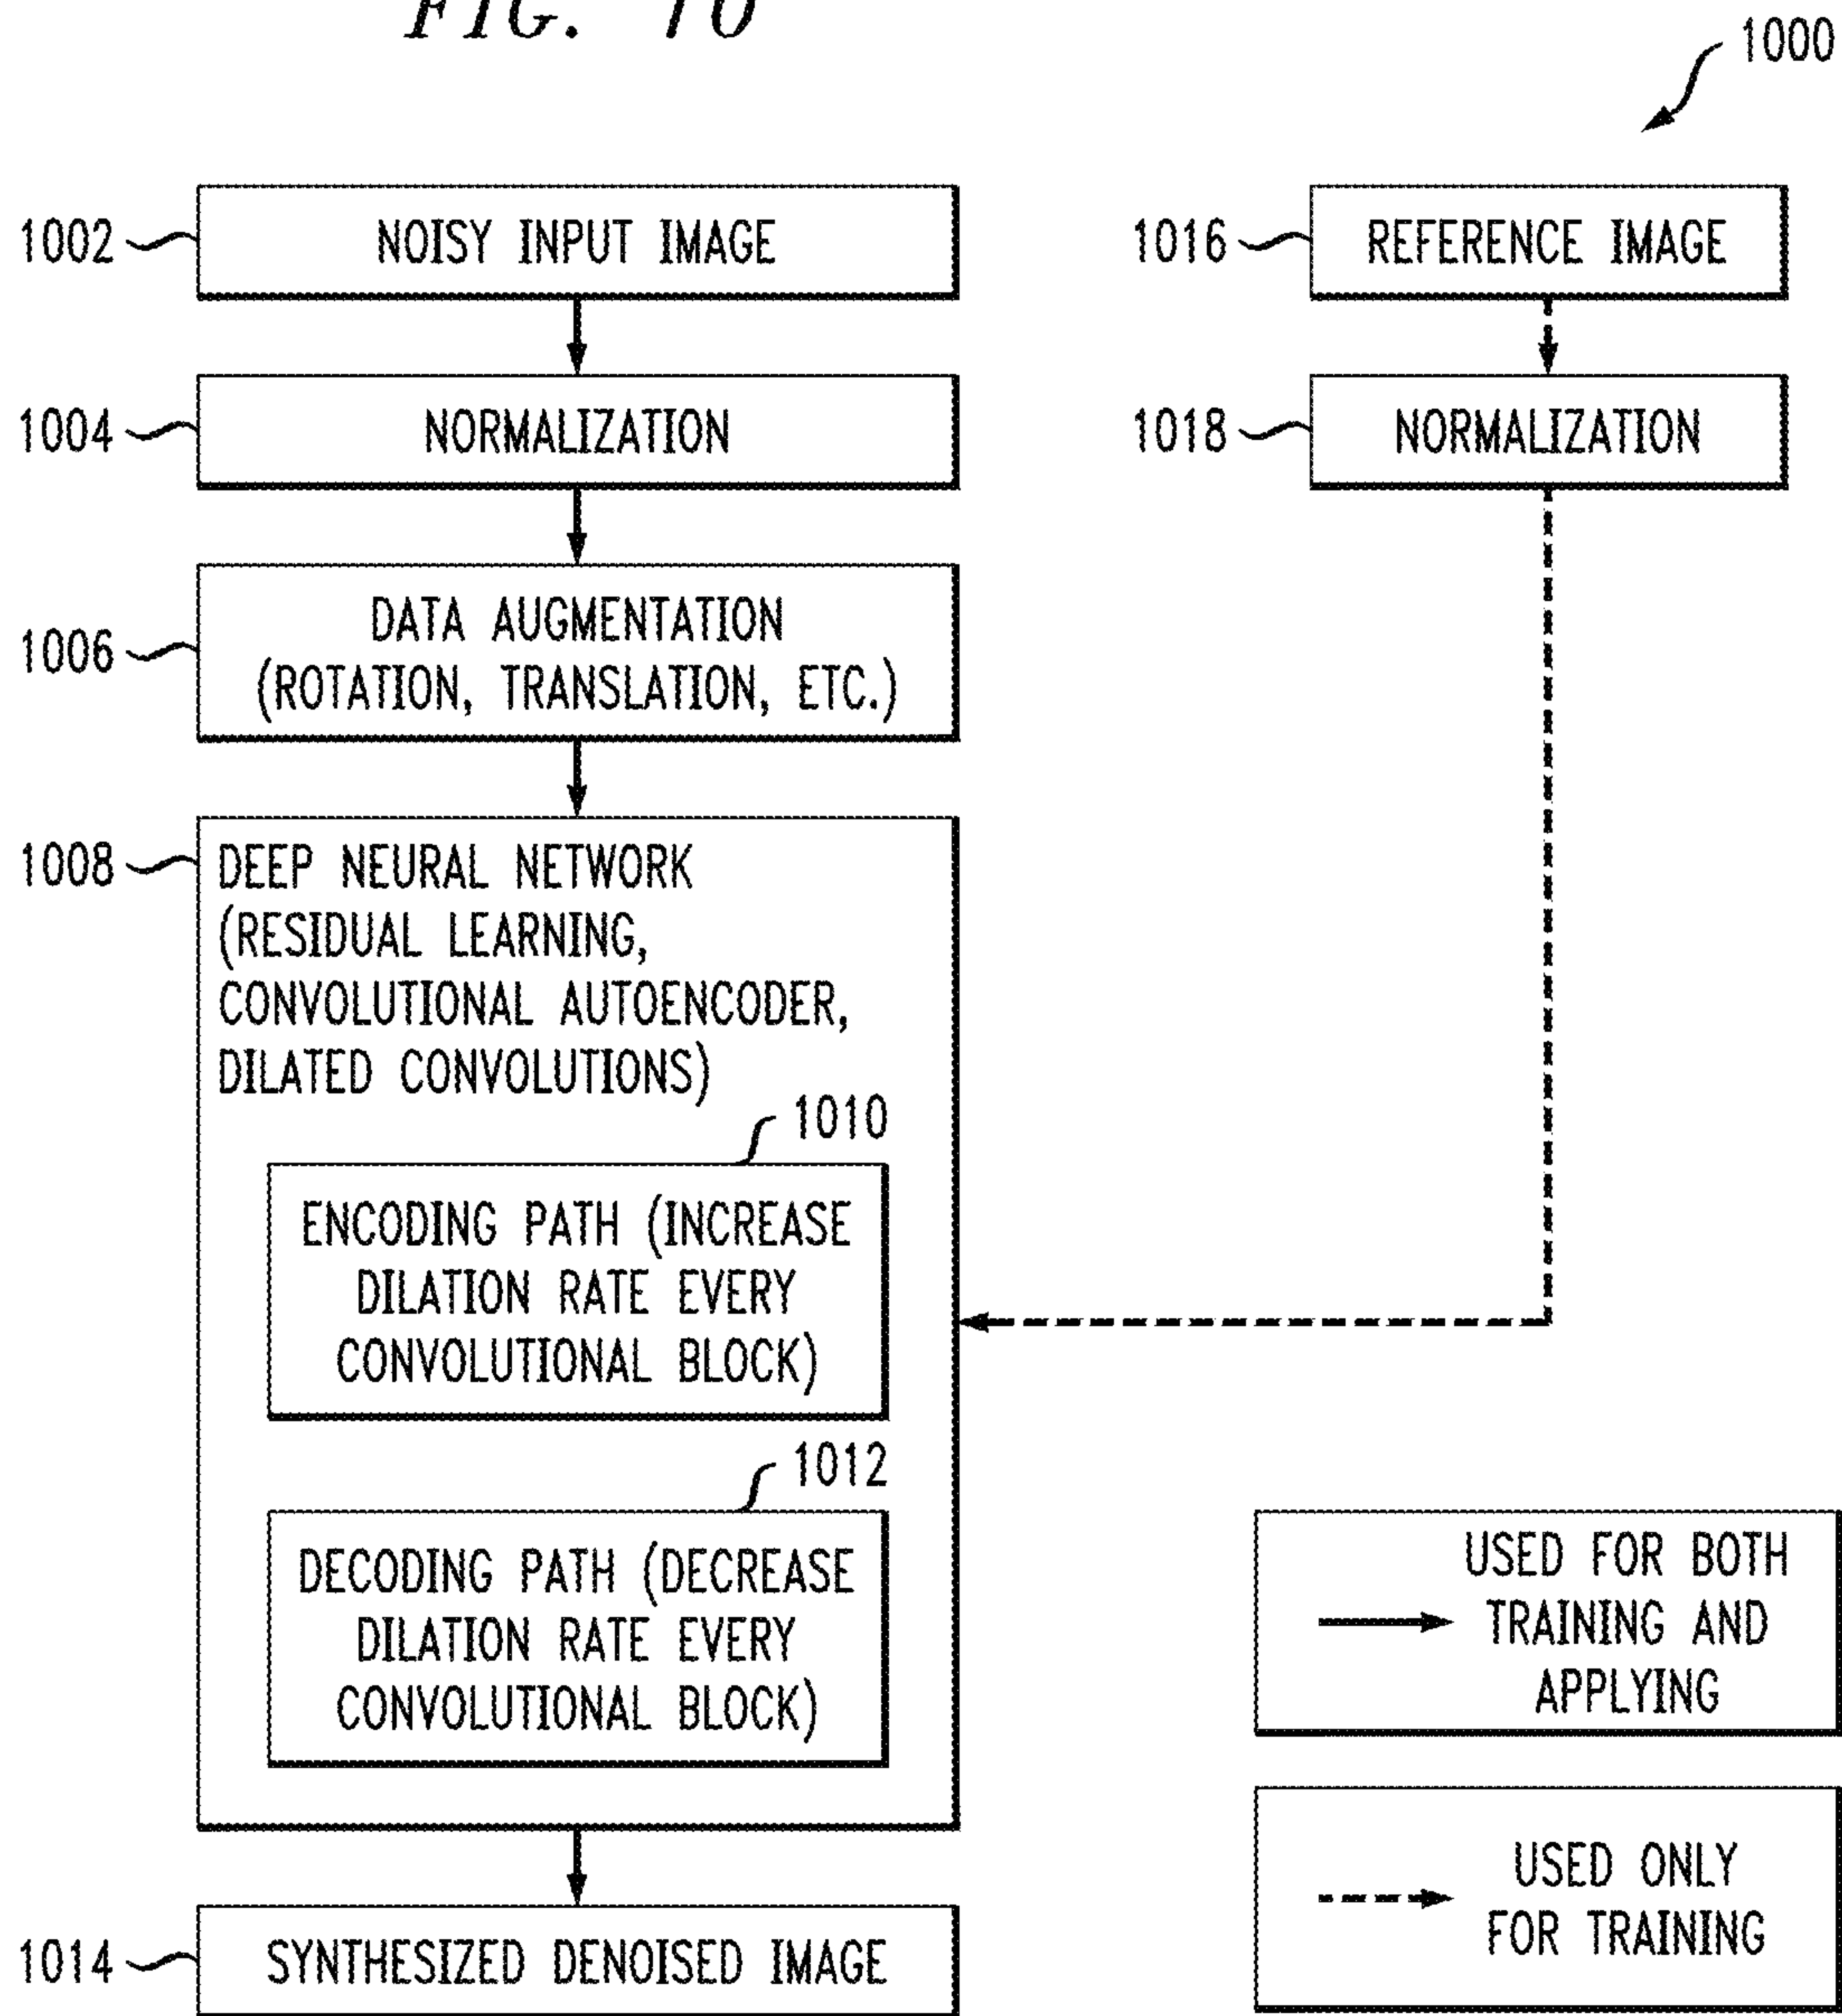 FIG. 10
1000
1002
NOISY INPUT IMAGE
1016
REFERENCE IMAGE
1004
NORMALIZATION
1018
NORMALIZATION
1006
DATA AUGMENTATION
(ROTATION, TRANSLATION, ETC.)
1008
DEEP NEURAL NETWORK
(RESIDUAL LEARNING,
CONVOLUTIONAL AUTOENCODER,
DILATED CONVOLUTIONS)
1010
ENCODING PATH (INCREASE
DILATION RATE EVERY
CONVOLUTIONAL BLOCK)
1012
DECODING PATH (DECREASE
DILATION RATE EVERY
CONVOLUTIONAL BLOCK)
USED FOR BOTH
TRAINING AND
APPLYING
USED ONLY
FOR TRAINING
1014
SYNTHESIZED DENOISED IMAGE